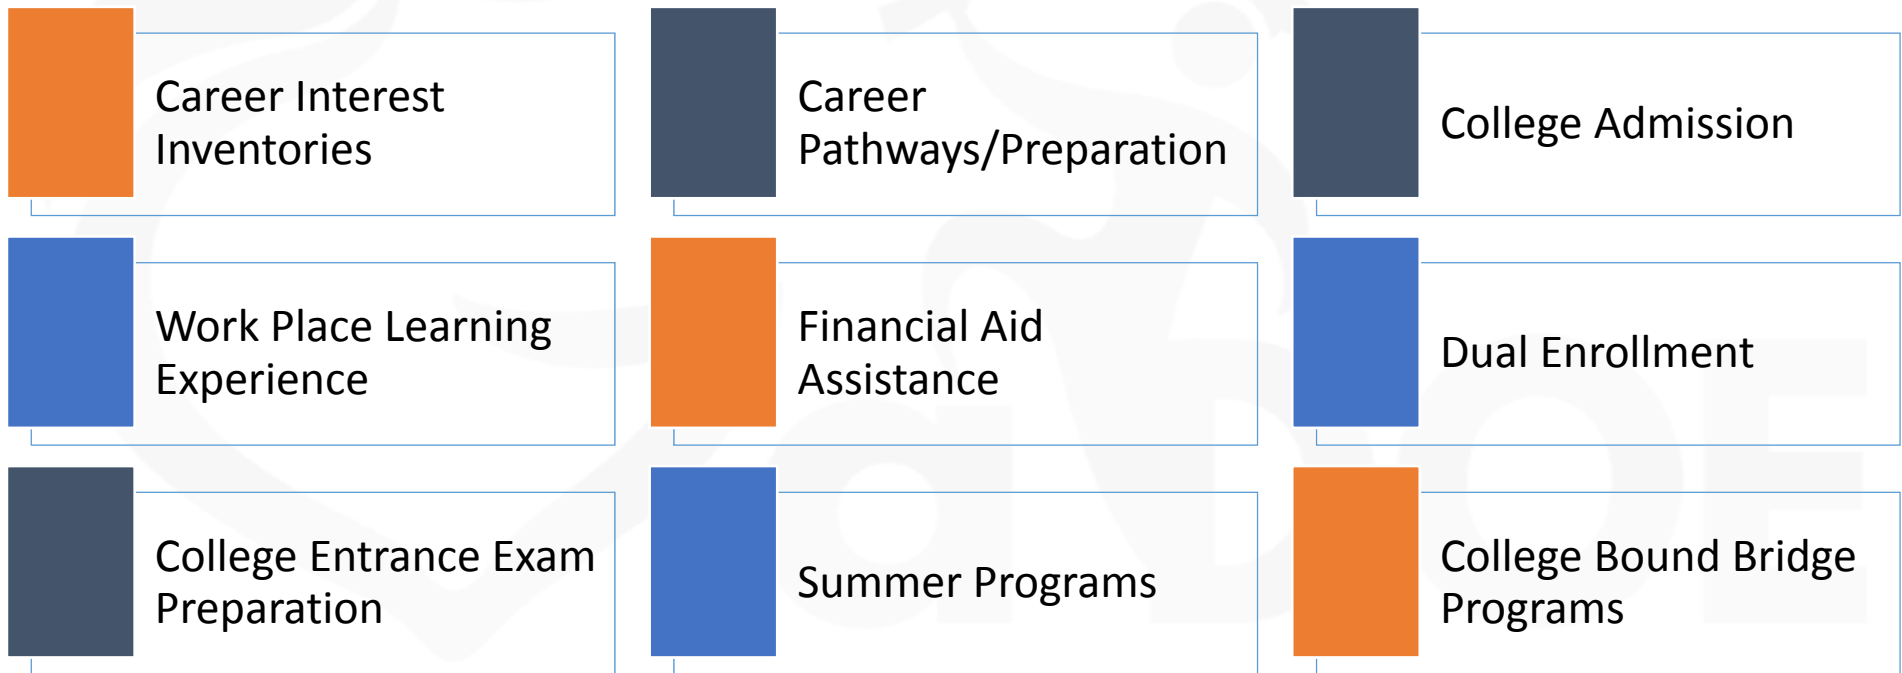 Career Interest
Inventories
Career
Pathways/Preparation
College Admission
Work Place Learning
Experience
Financial Aid
Assistance
Dual Enrollment
College Entrance Exam
Preparation
Summer Programs
College Bound Bridge
Programs
aDOE